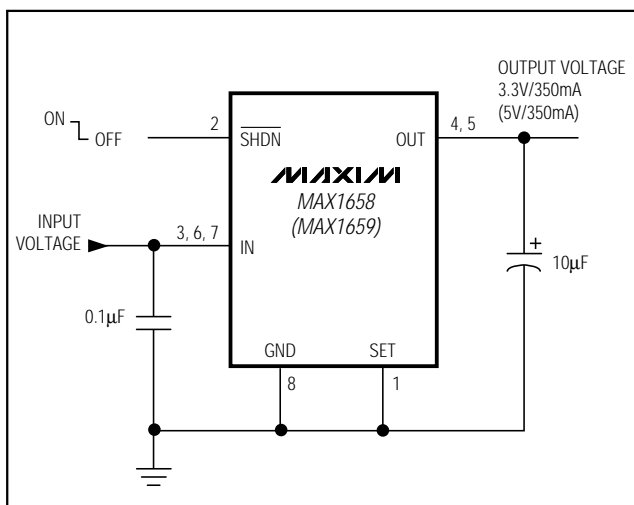 OUTPUT VOLTAGE
3.3V/350mA
(5V/350mA)
ON
OFF
2
SHDN
OUT
4, 5
MAXIM
MAX1658
(MAX1659)
INPUT
VOLTAGE
3, 6, 7
IN
+
10µF
0.1µF
GND
SET
8
1